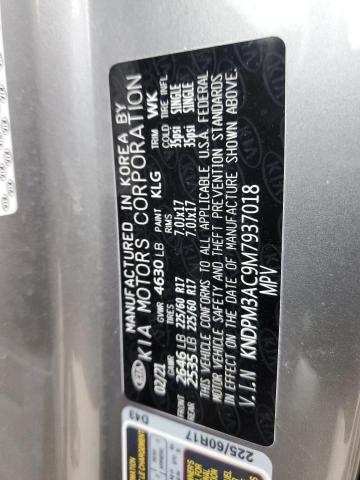 MANUFACTURED IN KOREA BY
KIA MOTORS CORPORATION
02/21 GVWR 4630 LB PAINT KLG TRIM WK
GAWR TIRES RIMS COLD TIRE INFL
FRONT 2646 LB 225/60 R17 7.0Jx17 35psi SINGLE
REAR 2535 LB 225/60 R17 7.0Jx17 35psi SINGLE
THIS VEHICLE CONFORMS TO ALL APPLICABLE U.S.A. FEDERAL
MOTOR VEHICLE SAFETY, BUMPER, AND THEFT PREVENTION STANDARDS
IN EFFECT ON THE DATE OF MANUFACTURE SHOWN ABOVE.
V.I.N KNDPM3AC9M7937018
MPV
D43
225/60R17